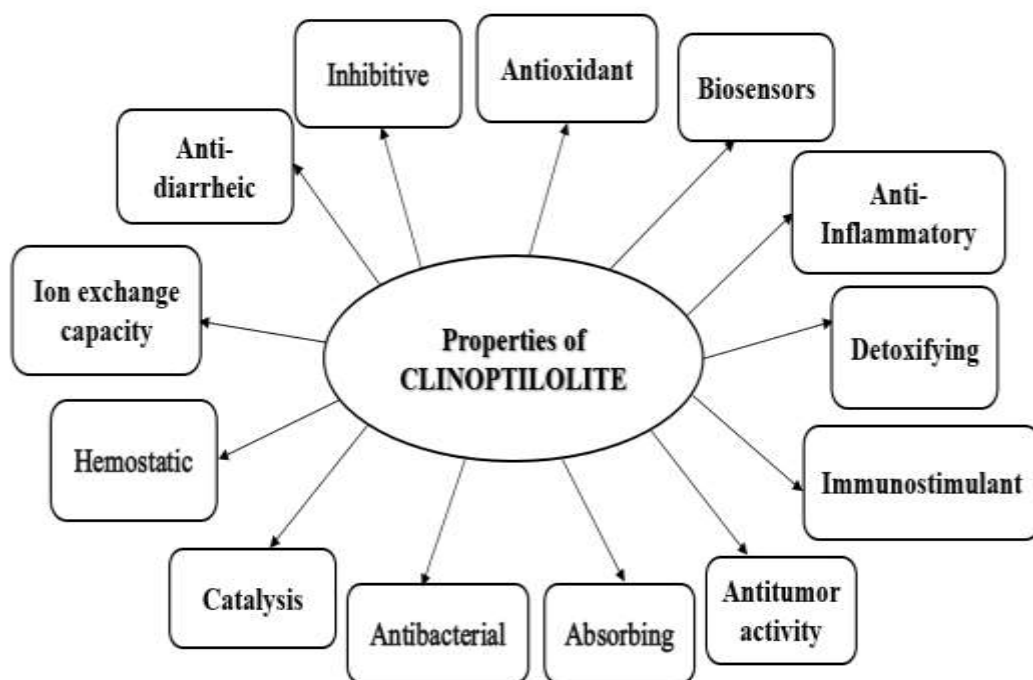 Inhibitive
Antioxidant
Biosensors
Anti-
diarrheic
Anti-
Inflammatory
Ion exchange
capacity
Properties of
CLINOPTILOLITE
Detoxifying
Hemostatic
Immunostimulant
Catalysis
Antibacterial
Absorbing
Antitumor
activity